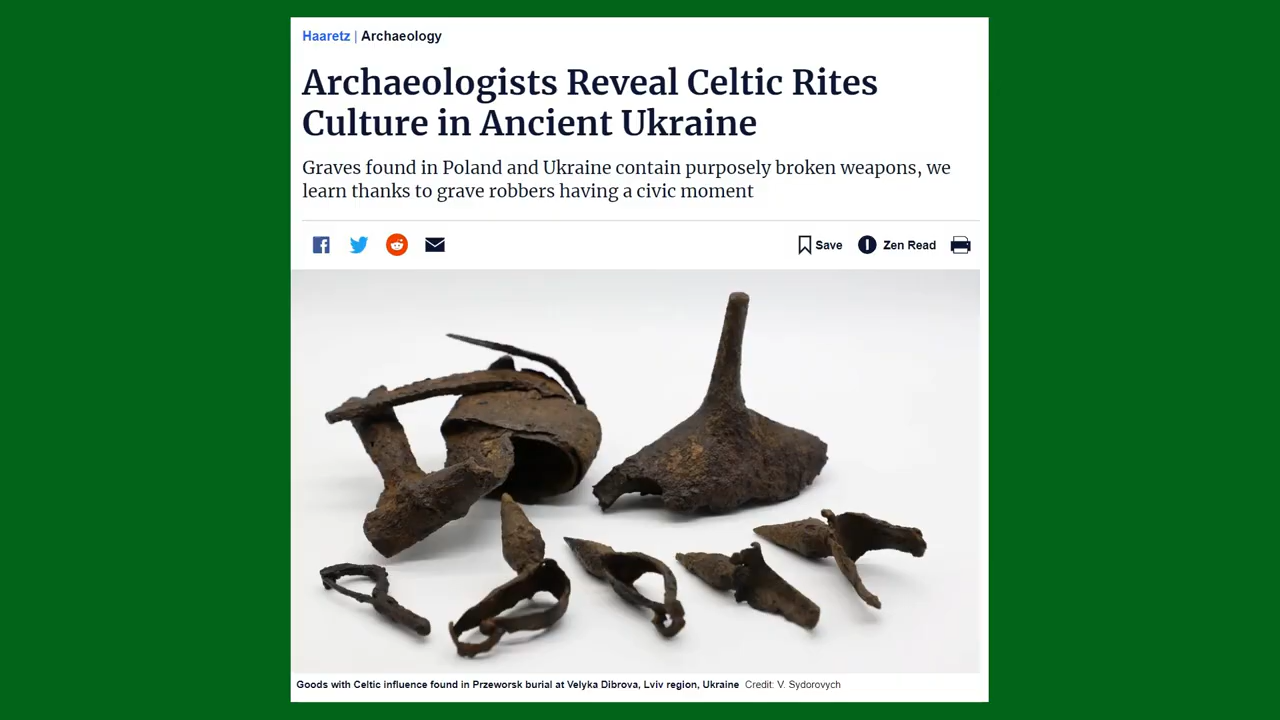 Haaretz | Archaeology
Archaeologists Reveal Celtic Rites
Culture in Ancient Ukraine
Graves found in Poland and Ukraine contain purposely broken weapons, we
learn thanks to grave robbers having a civic moment
Save Zen Read
Goods with Celtic influence found in Przeworsk burial at Velyka Dibrova, Lviv region, Ukraine Credit: V. Sydorovych